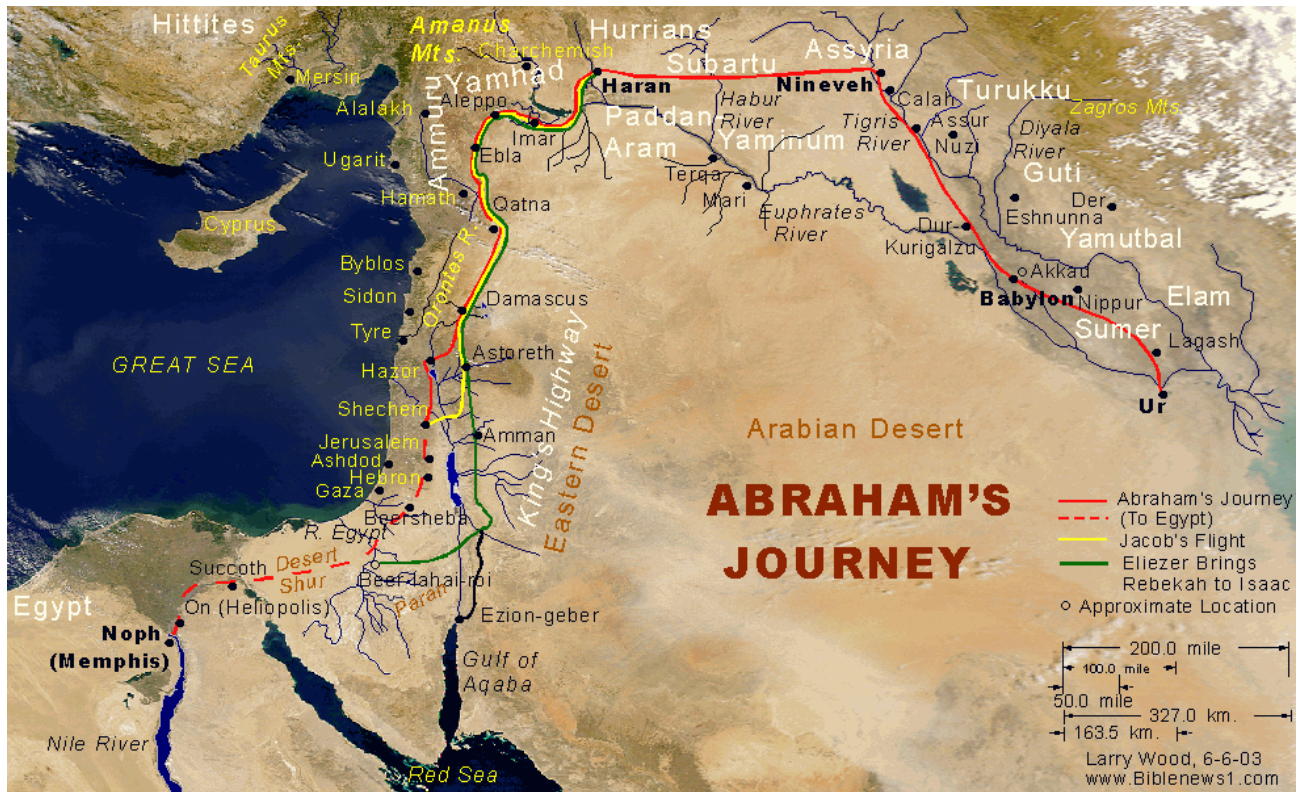 Hittites
Taurus
Mts.
Mersin
Amanus
Mts.
Charchemish
Hurrians
Subartu
Assyria
Yamhad
Haran
Nineveh
Calah
Turukku
Zagros Mts.
Alalakh
Aleppo
Imar
Ammuru
Ebla
Paddan-
Aram
Habur
River
Yaminum
Tigris
River
Assur
Nuzi
Diyala
River
Guti
Ugarit
Terqa
Mari
Hamath
Qatna
Euphrates
River
Der
Eshnunna
Cyprus
Orontes R.
Dur-
Kurigalzu
Yamutbal
Byblos
Akkad
Babylon
Nippur
Elam
Sidon
Damascus
Sumer
Lagash
Tyre
GREAT SEA
Hazor
Astoreth
King's Highway
Eastern Desert
Ur
Shechem
Amman
Arabian Desert
Jerusalem
Ashdod
Hebron
Gaza
Beersheba
R. Egypt
ABRAHAM'S
JOURNEY
Abraham's Journey
(To Egypt)
Jacob's Flight
Eliezer Brings
Rebekah to Isaac
Approximate Location
Succoth
Desert
Shur
Beer-lahai-roi
Paran
Egypt
On (Heliopolis)
Ezion-geber
Noph
(Memphis)
Gulf of
Aqaba
Nile River
Red Sea
200.0 mile
100.0 mile
50.0 mile
327.0 km.
163.5 km.
Larry Wood, 6-6-03
www.Biblenews1.com